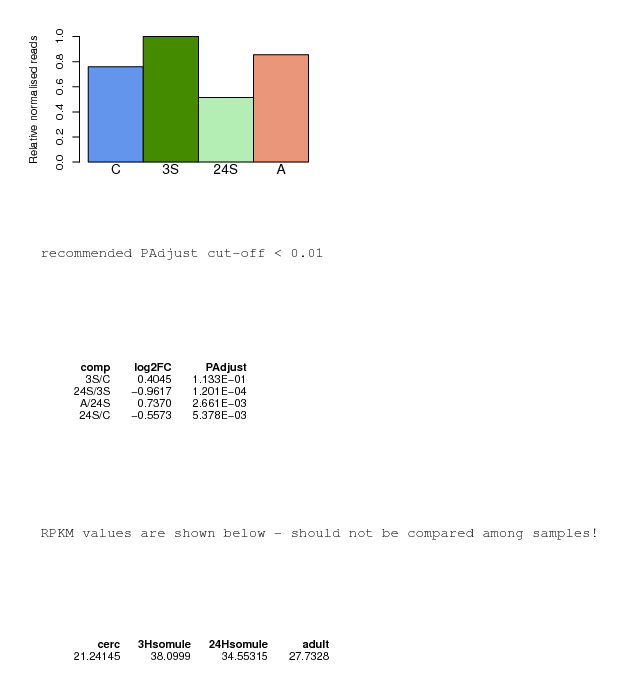 Relative normalised reads
1.0
0.8
0.6
0.4
0.2
0.0
C 3S 24S A
recommended PAdjust cut-off < 0.01
comp log2FC PAdjust
3S/C 0.4045 1.133E−01
24S/3S −0.9617 1.201E−04
A/24S 0.7370 2.661E−03
24S/C −0.5573 5.378E−03
RPKM values are shown below - should not be compared among samples!
cerc 3Hsomule 24Hsomule adult
21.24145 38.0999 34.55315 27.7328